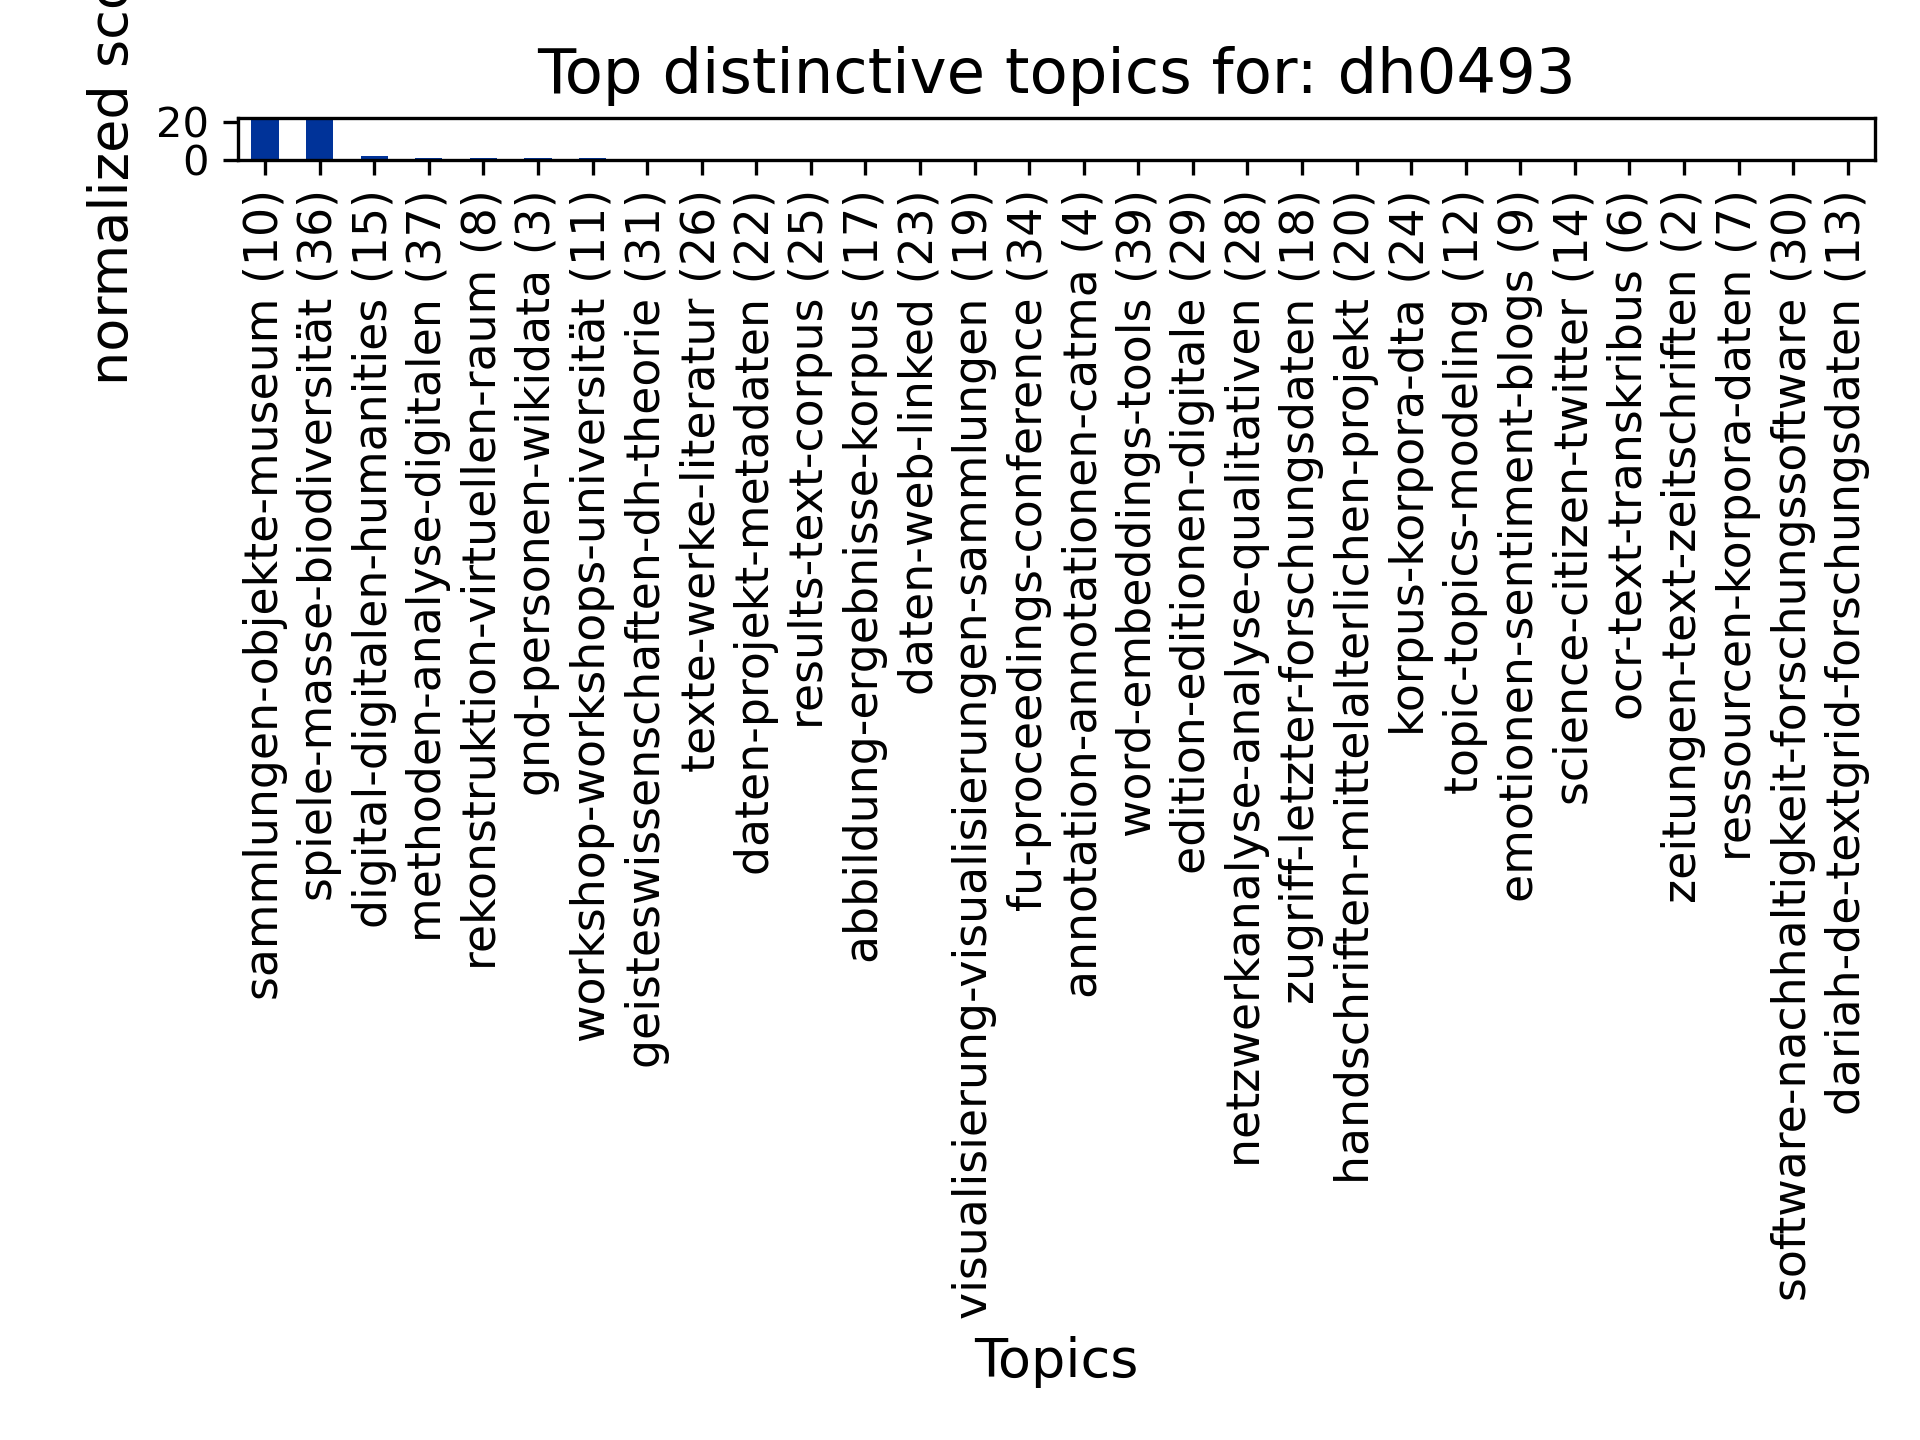 Top distinctive topics for: dh0493
normalized sco
20
0
sammlungen-objekte-museum (10)
spiele-masse-biodiversität (36)
digital-digitalen-humanities (15)
methoden-analyse-digitalen (37)
rekonstruktion-virtuellen-raum (8)
gnd-personen-wikidata (3)
workshop-workshops-universität (11)
geisteswissenschaften-dh-theorie (31)
texte-werke-literatur (26)
daten-projekt-metadaten (22)
results-text-corpus (25)
abbildung-ergebnisse-korpus (17)
daten-web-linked (23)
visualisierung-visualisierungen-sammlungen (19)
fu-proceedings-conference (34)
annotation-annotationen-catma (4)
word-embeddings-tools (39)
edition-editionen-digitale (29)
netzwerkanalyse-analyse-qualitativen (28)
zugriff-letzter-forschungsdaten (18)
handschriften-mittelalterlichen-projekt (20)
korpus-korpora-dta (24)
topic-topics-modeling (12)
emotionen-sentiment-blogs (9)
science-citizen-twitter (14)
ocr-text-transkribus (6)
zeitungen-text-zeitschriften (2)
ressourcen-korpora-daten (7)
software-nachhaltigkeit-forschungssoftware (30)
dariah-de-textgrid-forschungsdaten (13)
Topics